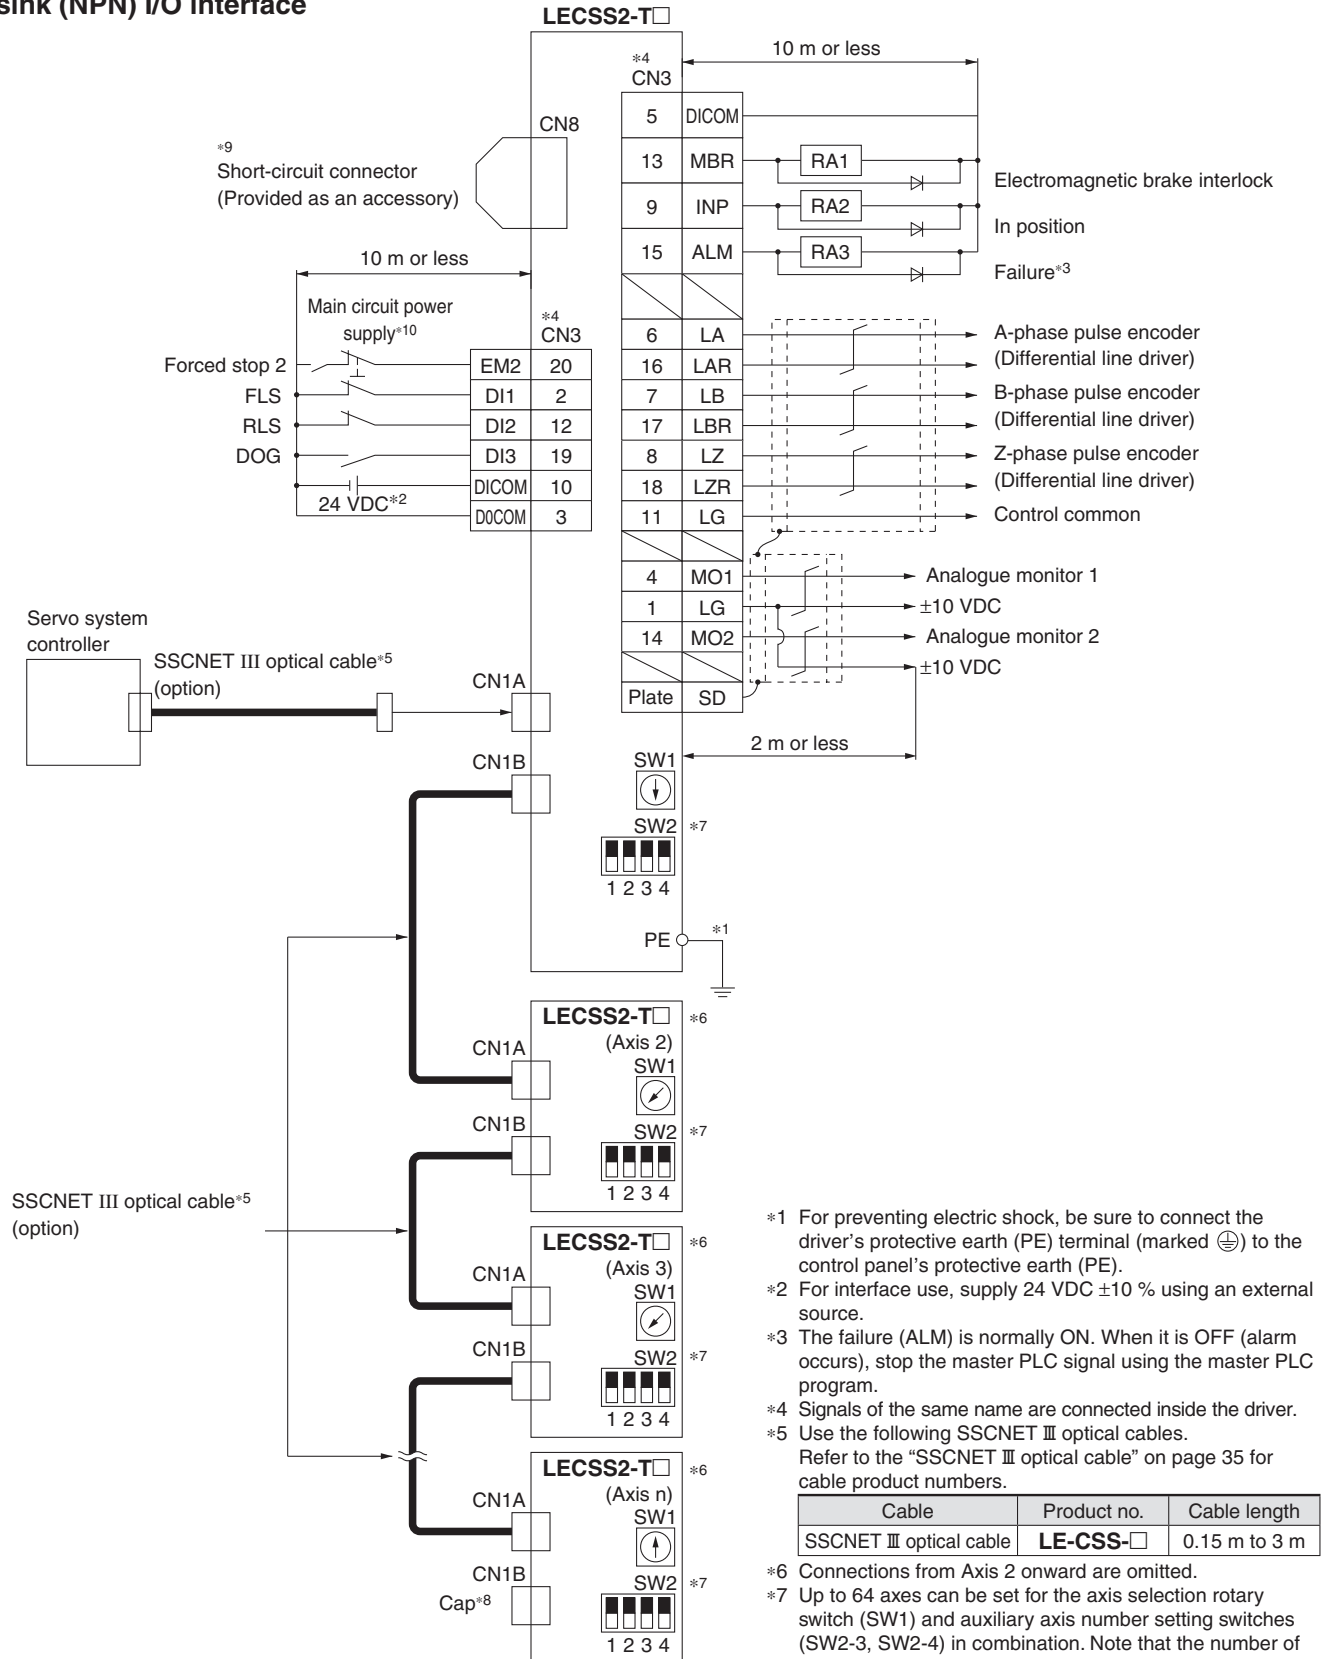 sink (NPN) I/O interface
LECSS2-T□
10 m or less
*4
CN3
5 DICOM
CN8
*9
Short-circuit connector
(Provided as an accessory)
13 MBR RA1
Electromagnetic brake interlock
9 INP RA2
In position
15 ALM RA3
Failure*3
10 m or less
Main circuit power
supply*10
*4
CN3
Forced stop 2 EM2 20
FLS DI1 2
RLS DI2 12
DOG DI3 19
DICOM 10
24 VDC*2
D0COM 3
6 LA A-phase pulse encoder
16 LAR (Differential line driver)
7 LB B-phase pulse encoder
17 LBR (Differential line driver)
8 LZ Z-phase pulse encoder
18 LZR (Differential line driver)
11 LG Control common
4 MO1 Analogue monitor 1
1 LG ±10 VDC
14 MO2 Analogue monitor 2
±10 VDC
Plate SD
2 m or less
Servo system
controller
SSCNET III optical cable*5
(option)
CN1A
CN1B
SW1
SW2 *7
1 2 3 4
PE *1
LECSS2-T□ *6
(Axis 2)
CN1A
SW1
CN1B
SW2 *7
1 2 3 4
SSCNET III optical cable*5
(option)
LECSS2-T□ *6
(Axis 3)
CN1A
SW1
CN1B
SW2 *7
1 2 3 4
LECSS2-T□ *6
(Axis n)
CN1A
SW1
CN1B
Cap*8
SW2 *7
1 2 3 4
*1 For preventing electric shock, be sure to connect the
driver's protective earth (PE) terminal (marked ⏚) to the
control panel's protective earth (PE).
*2 For interface use, supply 24 VDC ±10 % using an external
source.
*3 The failure (ALM) is normally ON. When it is OFF (alarm
occurs), stop the master PLC signal using the master PLC
program.
*4 Signals of the same name are connected inside the driver.
*5 Use the following SSCNET Ⅲ optical cables.
Refer to the “SSCNET Ⅲ optical cable” on page 35 for
cable product numbers.
Cable Product no. Cable length
SSCNET Ⅲ optical cable LE-CSS-□ 0.15 m to 3 m
*6 Connections from Axis 2 onward are omitted.
*7 Up to 64 axes can be set for the axis selection rotary
switch (SW1) and auxiliary axis number setting switches
(SW2-3, SW2-4) in combination. Note that the number of